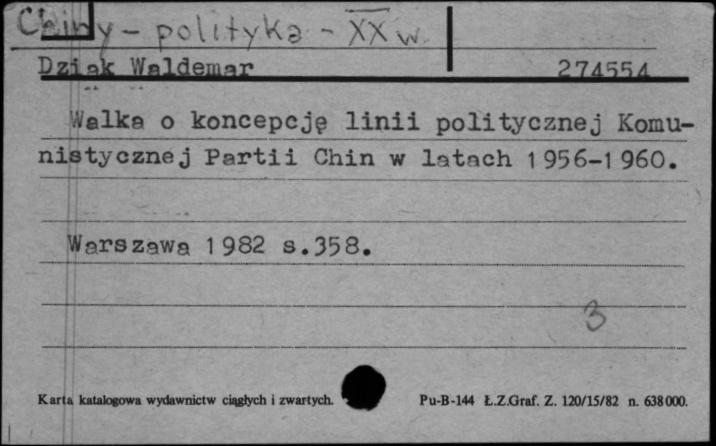 Chiny - polityka - XX w.
Dziak Waldemar 274554
Walka o koncepcję linii politycznej Komu-
nistycznej Partii Chin w latach 1956-1960.
Warszawa 1982 s.358.
3
Karta katalogowa wydawnictw ciągłych i zwartych. Pu-B-144 Ł.Z.Graf. Z. 120/15/82 n. 638000.